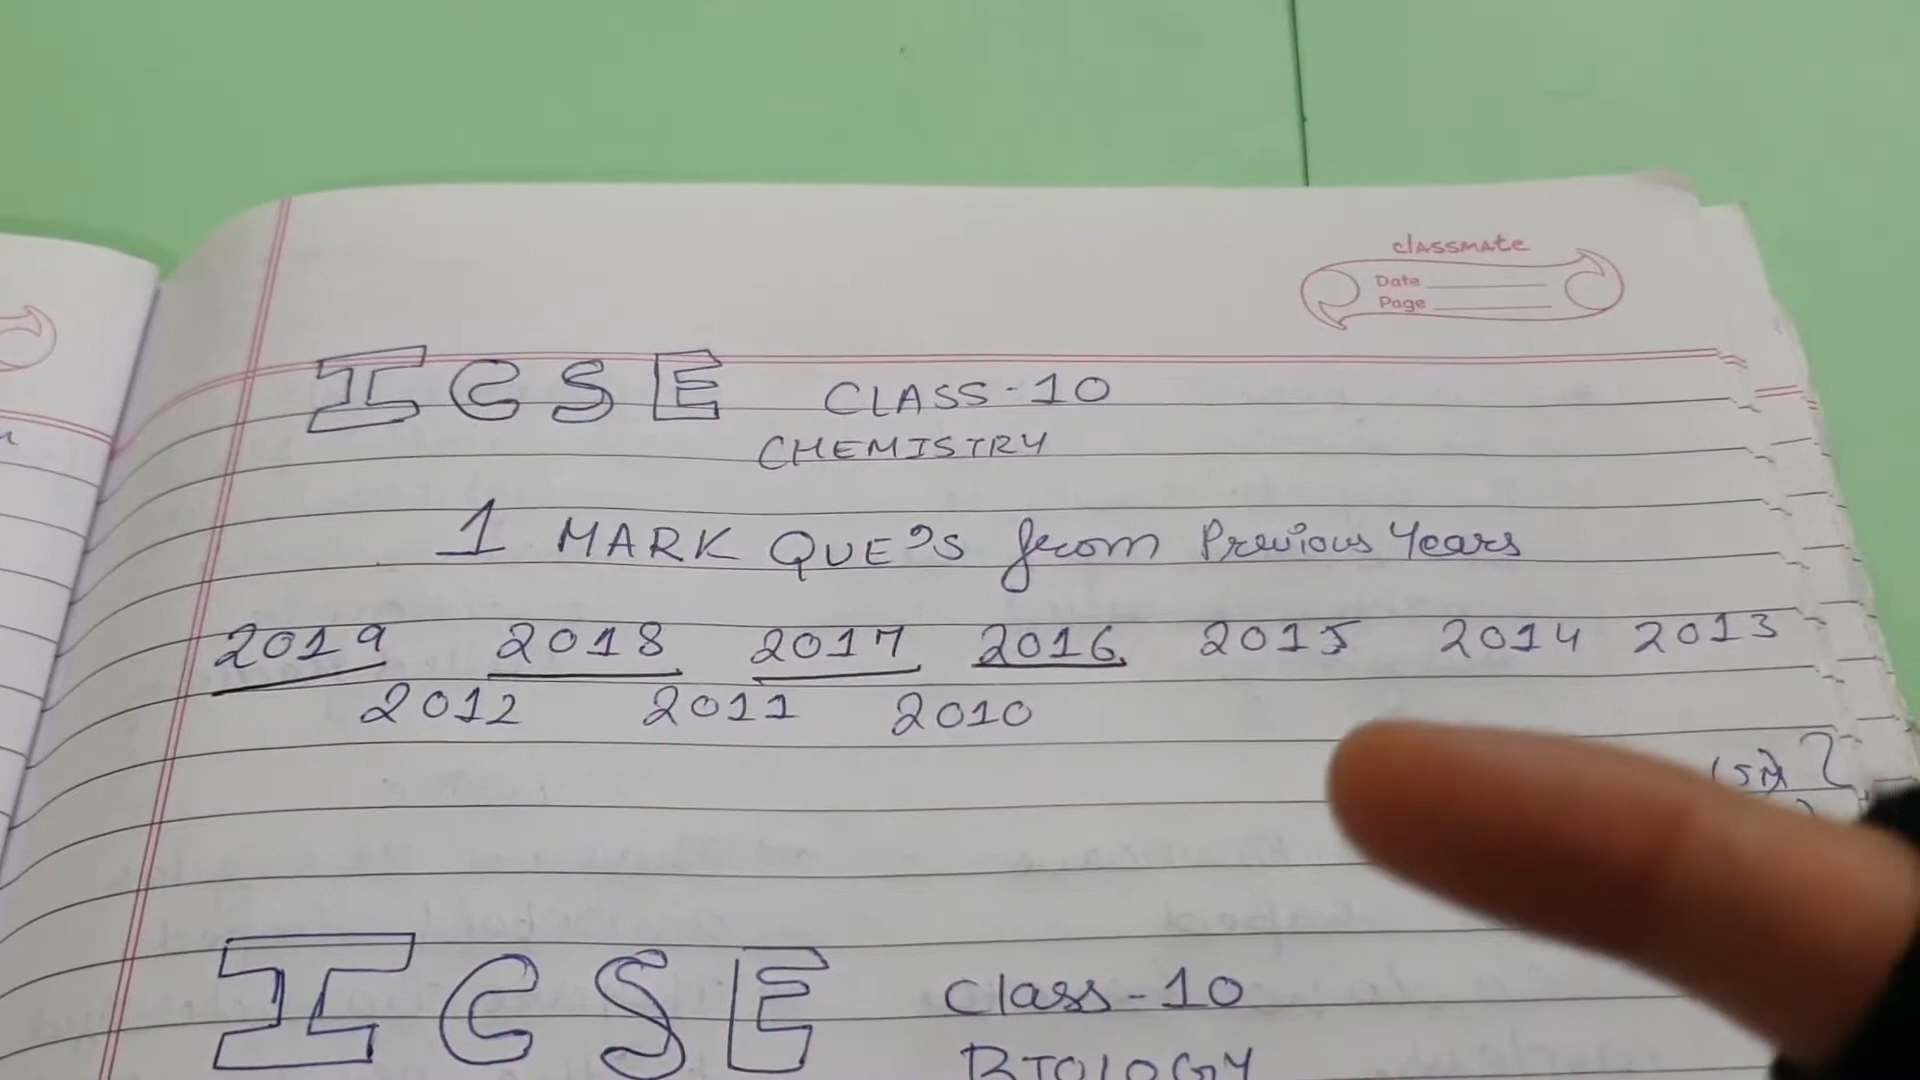 classmate
Date
Page
ICSE CLASS-10
CHEMISTRY
1 MARK QUE'S from Previous Years
2019 2018 2017 2016 2015 2014 2013
2012 2011 2010
ICSE Class-10
BIOLOGY